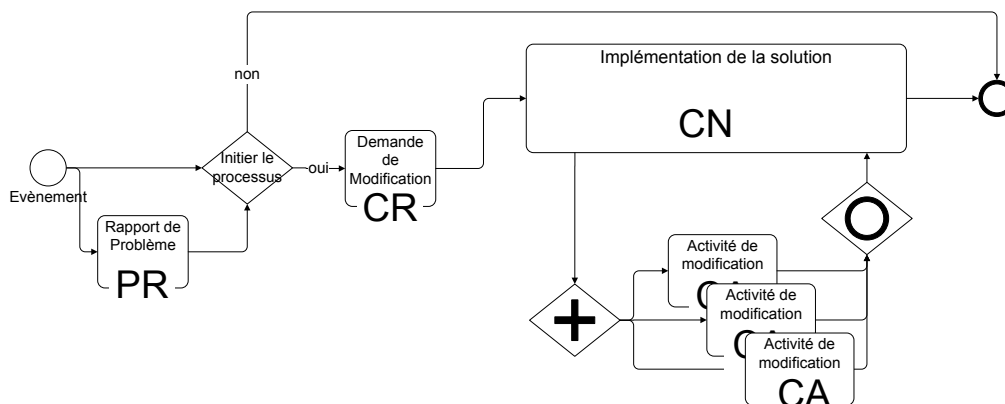 non
Implémentation de la solution
CN
Evènement
Initier le
processus
oui
Demande
de
Modification
CR
Rapport de
Problème
PR
Activité de
modification
Activité de
modification
Activité de
modification
CA